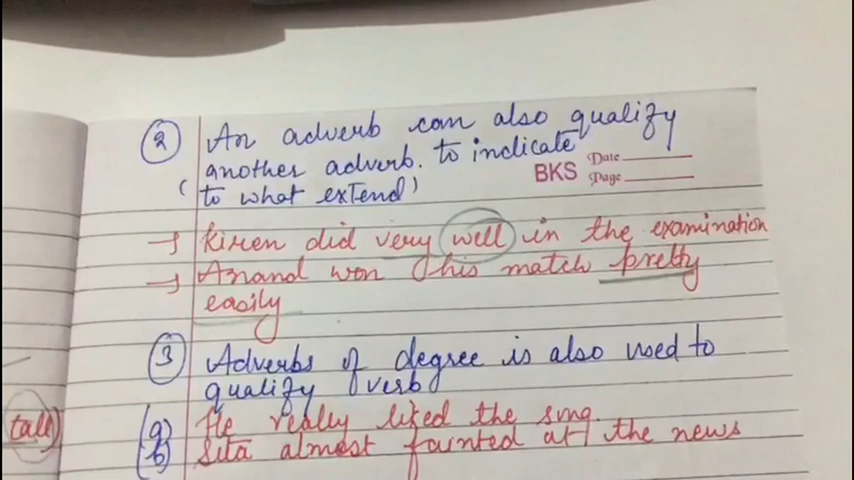 ② An adverb can also qualify
another adverb. to indicate
(to what extend)
BKS
Date
Page
→ Kiren did very well in the examination
→ Anand won his match pretty
easily
③ Adverbs of degree is also used to
qualify verb
tall)
(a) He really liked the song
(b) Sita almost fainted at the news